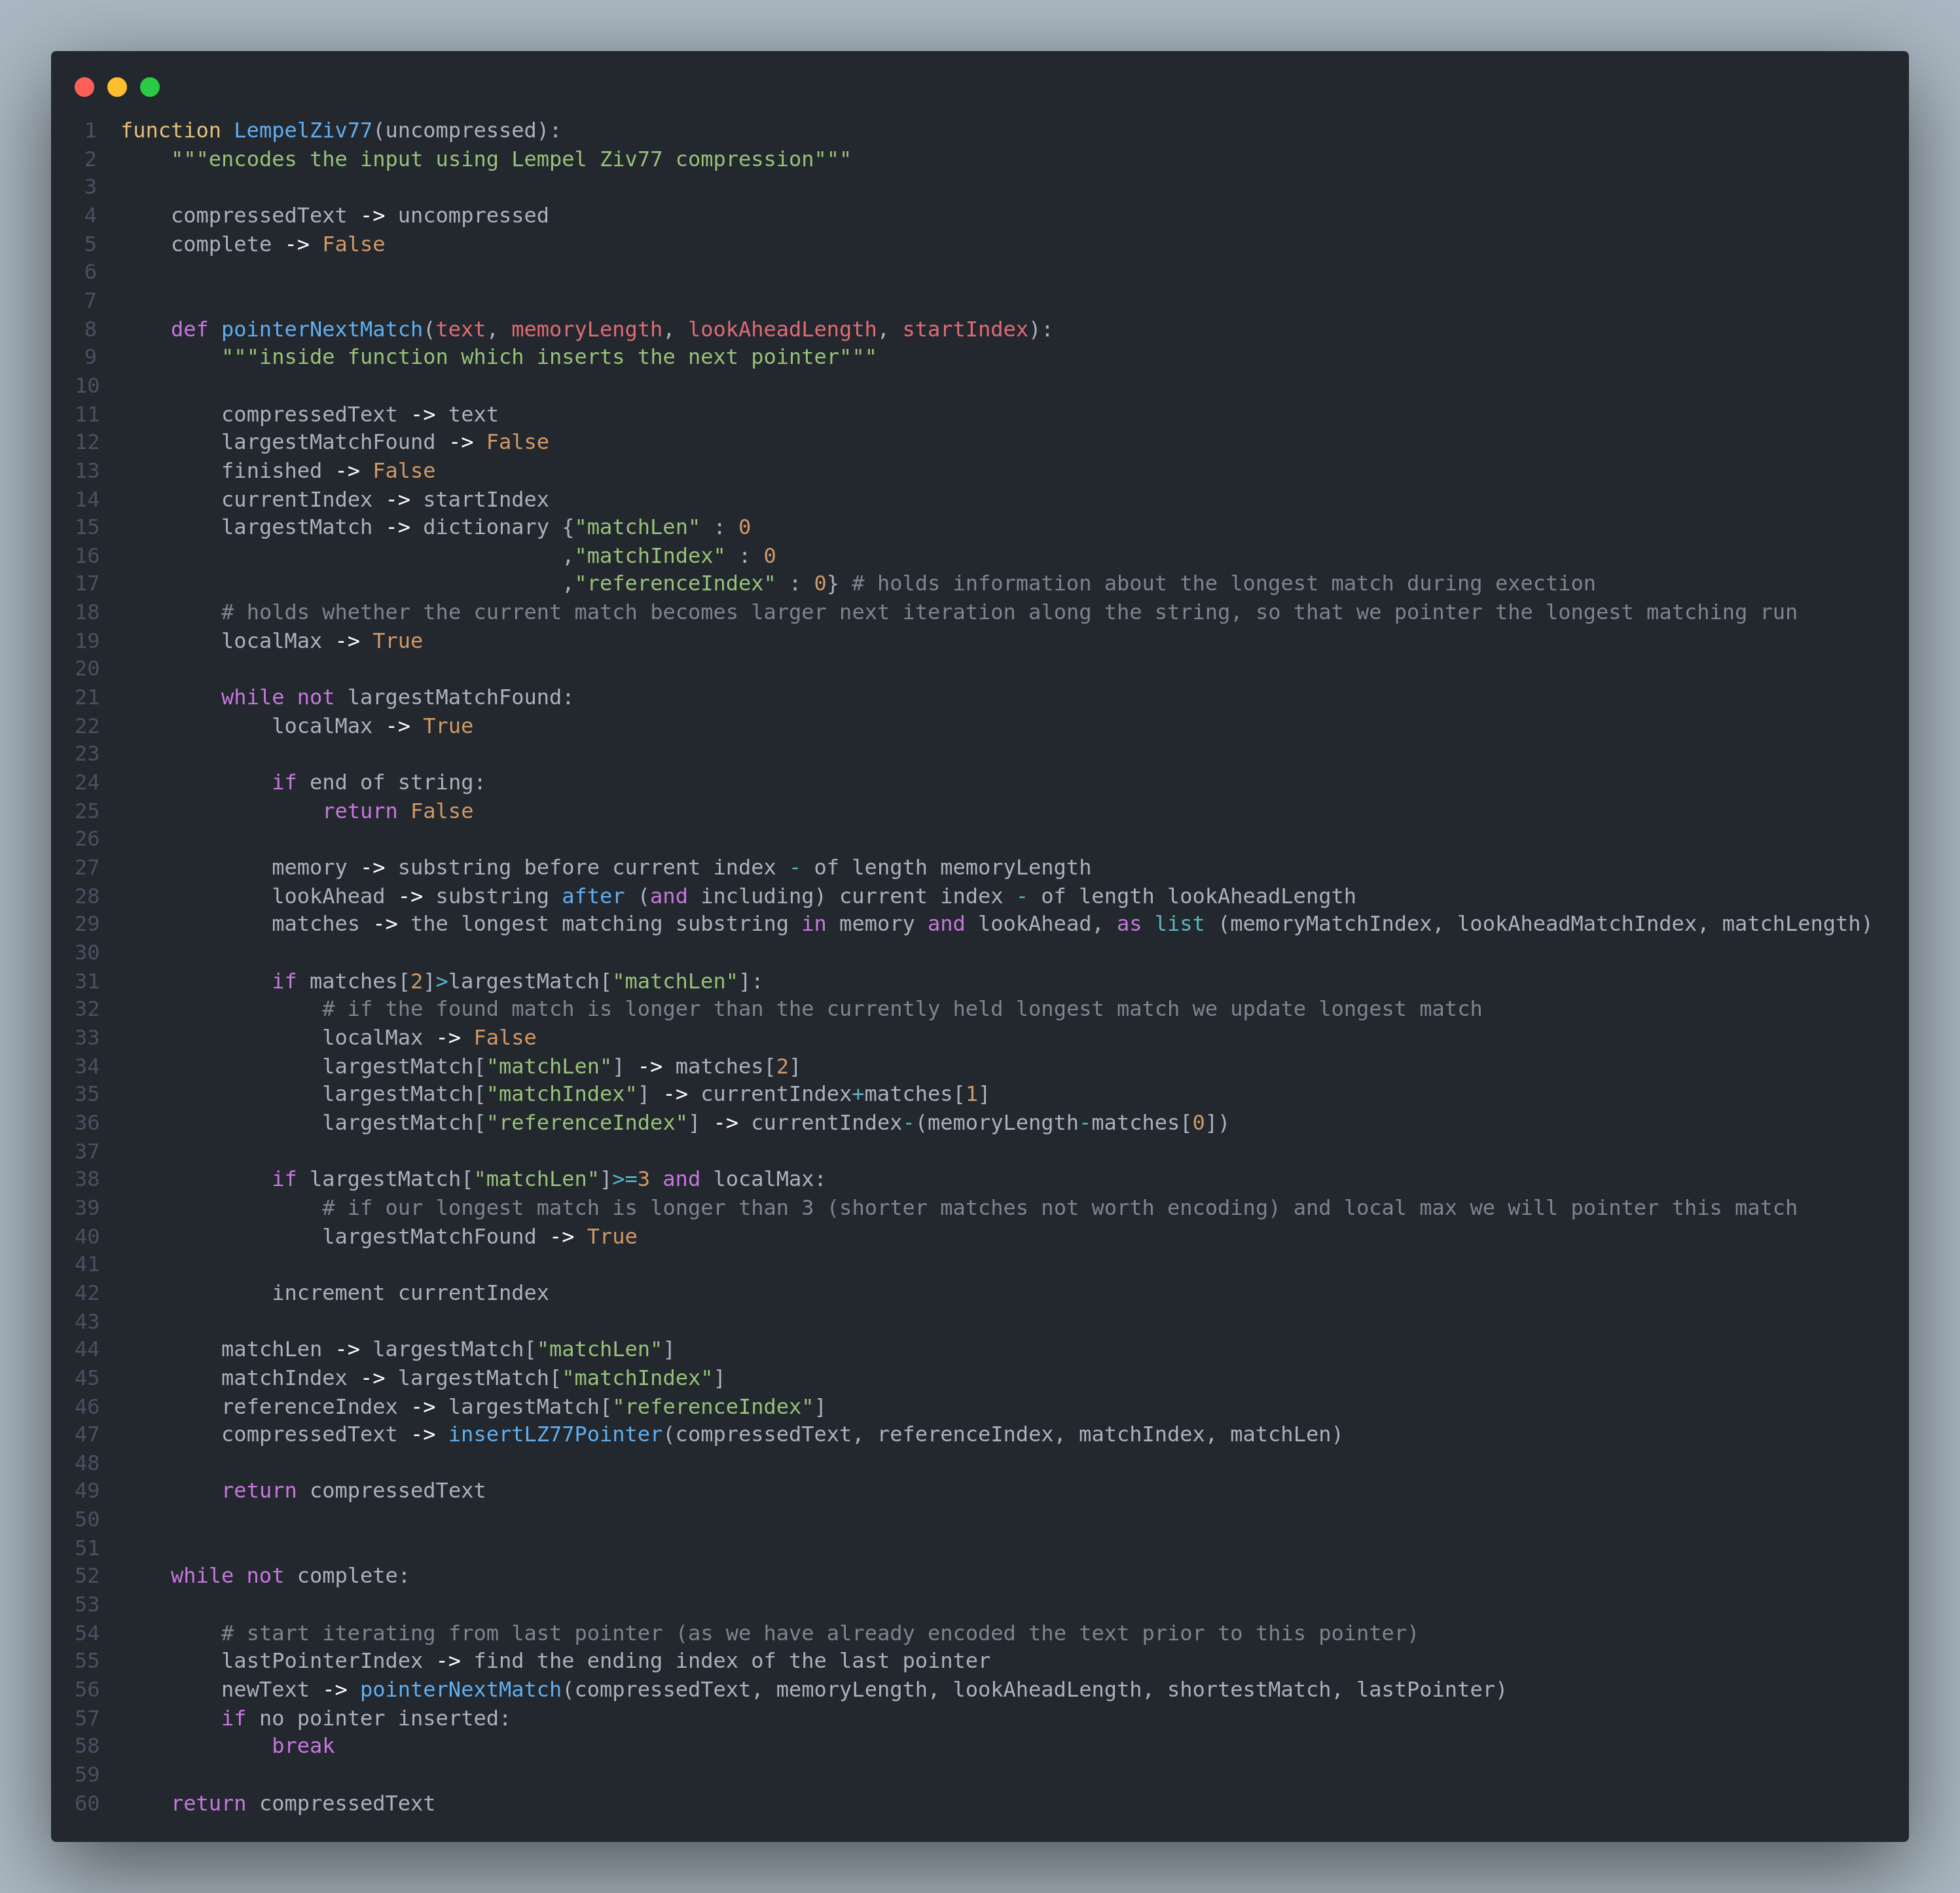 1 function LempelZiv77(uncompressed):
2     """encodes the input using Lempel Ziv77 compression"""
3
4     compressedText -> uncompressed
5     complete -> False
6
7
8     def pointerNextMatch(text, memoryLength, lookAheadLength, startIndex):
9         """inside function which inserts the next pointer"""
10
11         compressedText -> text
12         largestMatchFound -> False
13         finished -> False
14         currentIndex -> startIndex
15         largestMatch -> dictionary {"matchLen" : 0
16                                    ,"matchIndex" : 0
17                                    ,"referenceIndex" : 0} # holds information about the longest match during exection
18         # holds whether the current match becomes larger next iteration along the string, so that we pointer the longest matching run
19         localMax -> True
20
21         while not largestMatchFound:
22             localMax -> True
23
24             if end of string:
25                 return False
26
27             memory -> substring before current index - of length memoryLength
28             lookAhead -> substring after (and including) current index - of length lookAheadLength
29             matches -> the longest matching substring in memory and lookAhead, as list (memoryMatchIndex, lookAheadMatchIndex, matchLength)
30
31             if matches[2]>largestMatch["matchLen"]:
32                 # if the found match is longer than the currently held longest match we update longest match
33                 localMax -> False
34                 largestMatch["matchLen"] -> matches[2]
35                 largestMatch["matchIndex"] -> currentIndex+matches[1]
36                 largestMatch["referenceIndex"] -> currentIndex-(memoryLength-matches[0])
37
38             if largestMatch["matchLen"]>=3 and localMax:
39                 # if our longest match is longer than 3 (shorter matches not worth encoding) and local max we will pointer this match
40                 largestMatchFound -> True
41
42             increment currentIndex
43
44         matchLen -> largestMatch["matchLen"]
45         matchIndex -> largestMatch["matchIndex"]
46         referenceIndex -> largestMatch["referenceIndex"]
47         compressedText -> insertLZ77Pointer(compressedText, referenceIndex, matchIndex, matchLen)
48
49         return compressedText
50
51
52     while not complete:
53
54         # start iterating from last pointer (as we have already encoded the text prior to this pointer)
55         lastPointerIndex -> find the ending index of the last pointer
56         newText -> pointerNextMatch(compressedText, memoryLength, lookAheadLength, shortestMatch, lastPointer)
57         if no pointer inserted:
58             break
59
60     return compressedText